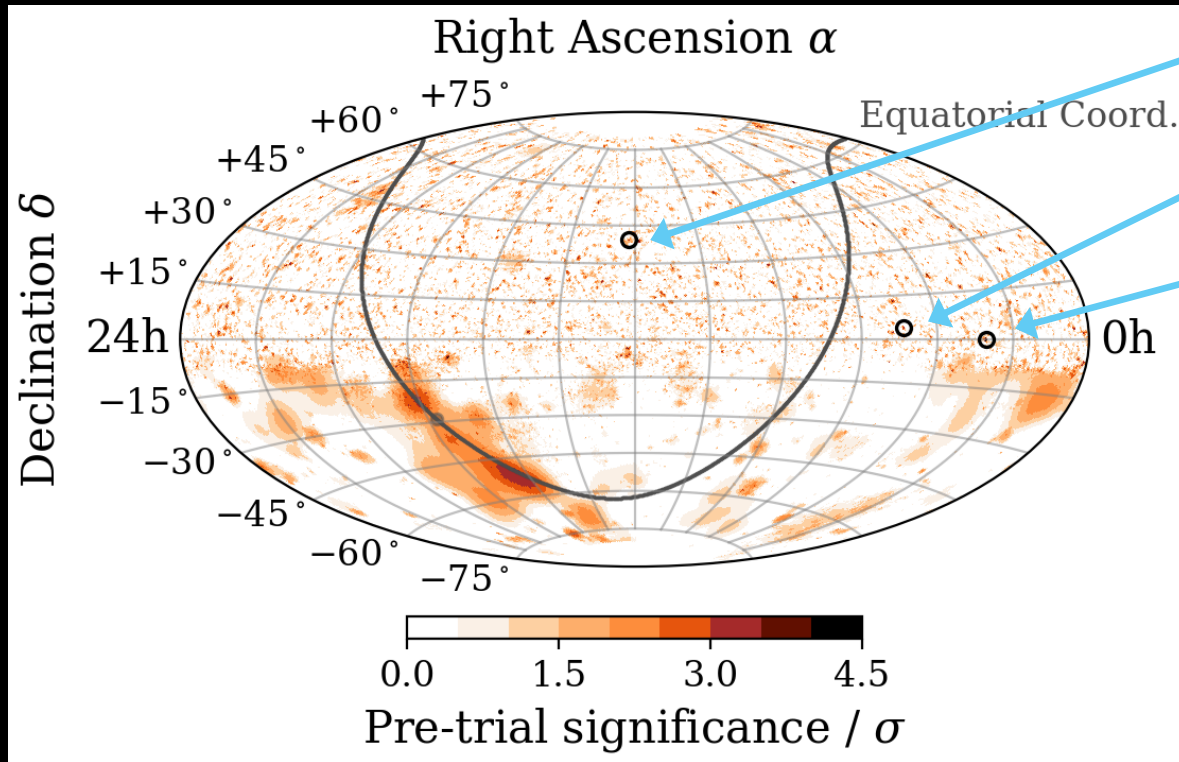 Right Ascension α
Equatorial Coord.
+75°
+60°
+45°
+30°
+15°
24h
0h
−15°
−30°
−45°
−60°
−75°
Declination δ
0.0 1.5 3.0 4.5
Pre-trial significance / σ